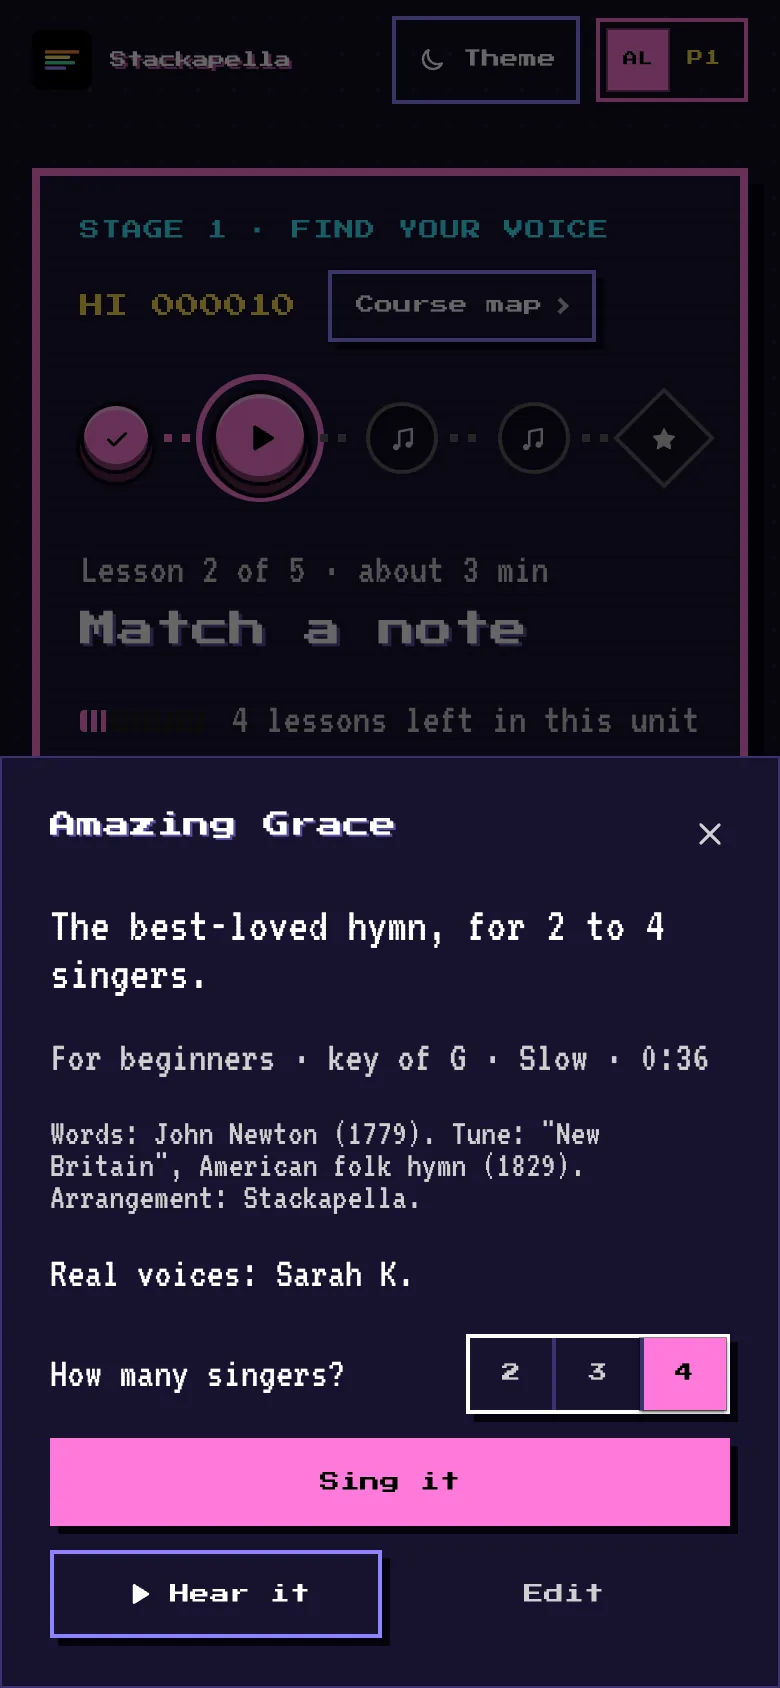 Stackapella
Theme
AL P1
STAGE 1 · FIND YOUR VOICE
HI 000010
Course map >
Lesson 2 of 5 · about 3 min
Match a note
4 lessons left in this unit
Amazing Grace
The best-loved hymn, for 2 to 4
singers.
For beginners · key of G · Slow · 0:36
Words: John Newton (1779). Tune: "New
Britain", American folk hymn (1829).
Arrangement: Stackapella.
Real voices: Sarah K.
How many singers? 2 3 4
Sing it
Hear it
Edit